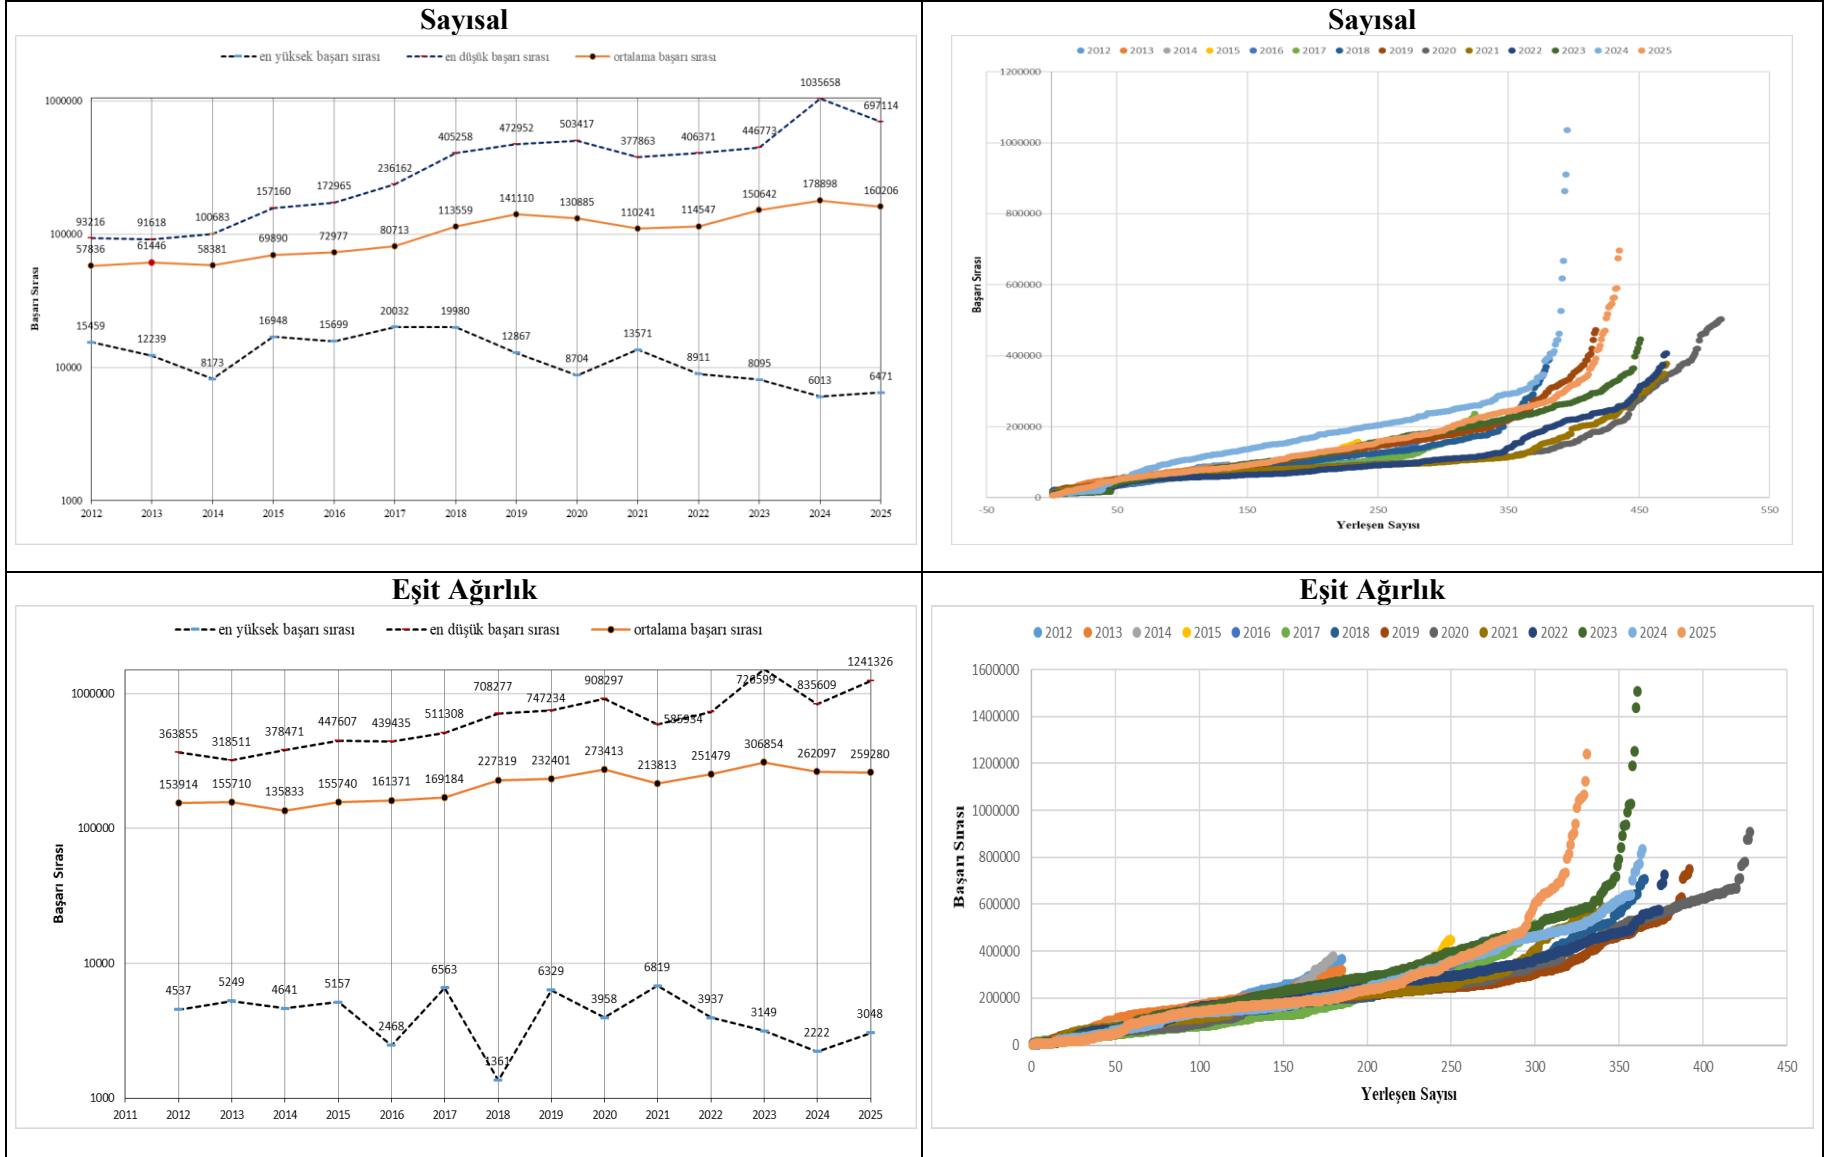 Sayısal
en yüksek başarı sırası en düşük başarı sırası ortalama başarı sırası
1035658
1000000 697114
472952 503417 446773
405258 377863 406371
236162
157160 172965 178898
141110 130885 150642 160206
93216 91618 100683 113559 110241 114547
100000
57836 61446 58381 69890 72977 80713
Başarı Sırası
15459 12239 8173 16948 15699 20032 19980 12867 8704 13571 8911 8095 6013 6471
10000
1000
2012 2013 2014 2015 2016 2017 2018 2019 2020 2021 2022 2023 2024 2025
Sayısal
2012 2013 2014 2015 2016 2017 2018 2019 2020 2021 2022 2023 2024 2025
1200000
1000000
800000
600000
400000
200000
0
Başarı Sırası
-50 50 150 250 350 450 550
Yerleşen Sayısı
Eşit Ağırlık
en yüksek başarı sırası en düşük başarı sırası ortalama başarı sırası
1241326
1000000
363855 318511 378471 447607 439435 511308 708277 747234 908297 585934 726599 835609
153914 155710 135833 155740 161371 169184 227319 232401 273413 213813 251479 306854 262097 259280
100000
Başarı Sırası
10000
4537 5249 4641 5157 2468 6563 1361 6329 3958 6819 3937 3149 2222 3048
1000
2011 2012 2013 2014 2015 2016 2017 2018 2019 2020 2021 2022 2023 2024 2025
Eşit Ağırlık
2012 2013 2014 2015 2016 2017 2018 2019 2020 2021 2022 2023 2024 2025
1600000
1400000
1200000
1000000
800000
600000
400000
200000
0
Başarı Sırası
0 50 100 150 200 250 300 350 400 450
Yerleşen Sayısı